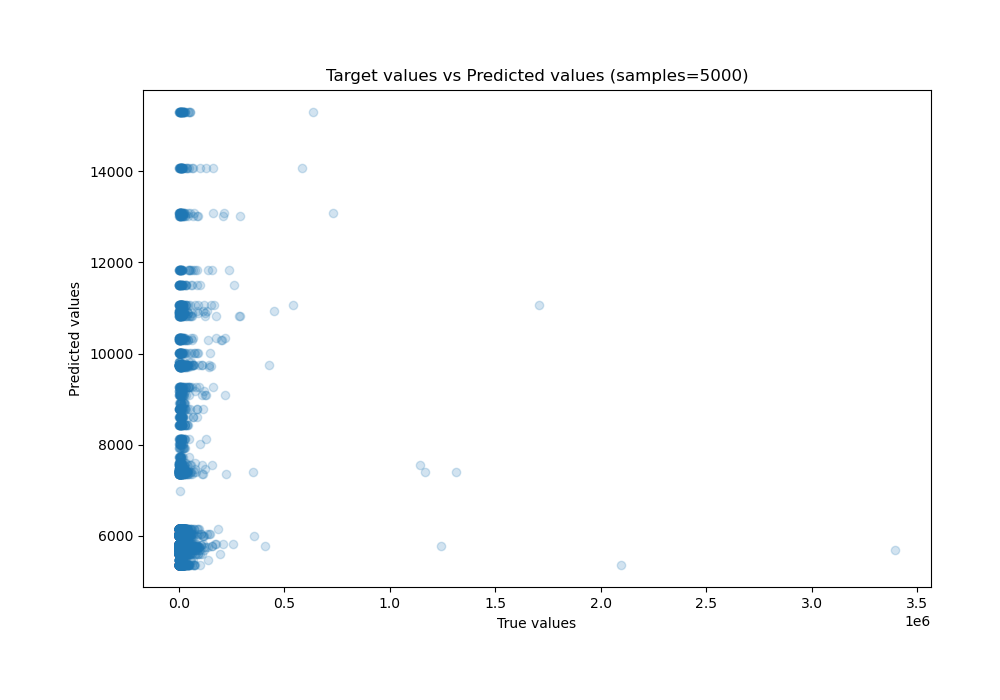 Target values vs Predicted values (samples=5000)
14000
12000
10000
8000
6000
Predicted values
0.0 0.5 1.0 1.5 2.0 2.5 3.0 3.5
1e6
True values